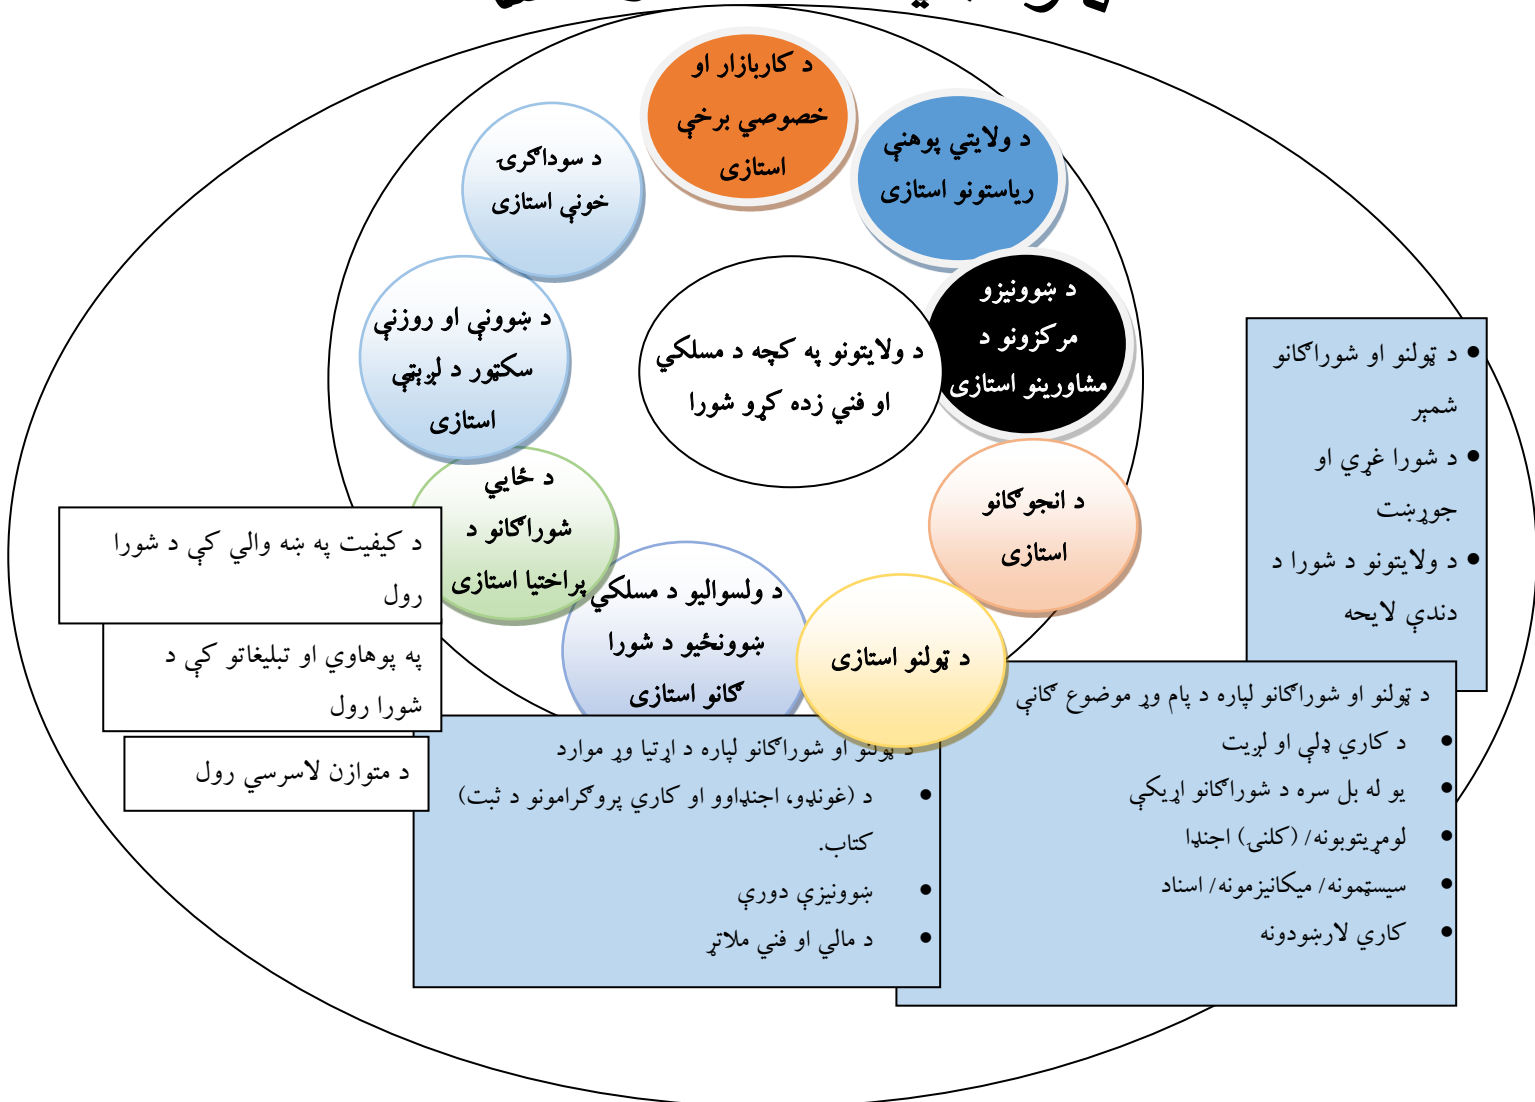 د کاربازار او
خصوصي برخې
استازی
د ولایتي پوهنې
ریاستونو استازی
د سوداګرۍ
خونې استازی
د ښوونیزو
مرکزونو د
مشاورینو استازی
د ښوونې او روزنې
سکټور د لړېټې
استازی
د ولایتونو په کچه د مسلکي
او فني زده کړو شورا
د ټولنو او شوراګانو
شمېر
د شورا غړي او
جوړښت
د ولایتونو د شورا د
دندې لایحه
د انجوګانو
استازی
د ځایي
شوراګانو د
پراختیا استازی
د کیفیت په ښه والي کې د شورا
رول
په پوهاوي او تبلیغاتو کې د
شورا رول
د متوازن لاسرسي رول
د ولسوالیو د مسلکي
ښوونځیو د شورا
ګانو استازی
د ټولنو استازی
د ټولنو او شوراګانو لپاره د پام وړ موضوع ګانې
د کاري ډلې او لړیت
یو له بل سره د شوراګانو اړیکې
لومړیتوبونه/ (کلنۍ) اجنډا
سیسټمونه/ میکانیزمونه/ اسناد
کاري لارښودونه
د ټولنو او شوراګانو لپاره د اړتیا وړ موارد
د (غونډو، اجنډاوو او کاري پروګرامونو د ثبت)
کتاب.
ښوونیزې دورې
د مالي او فني ملاتړ